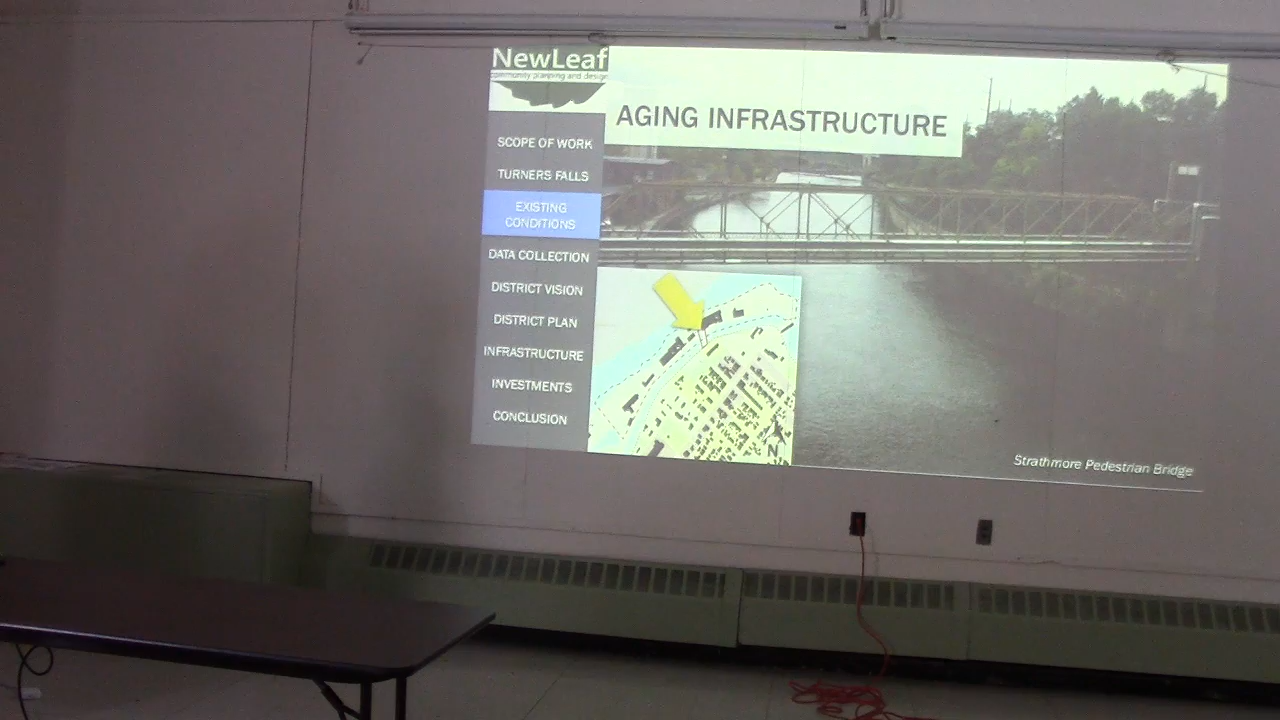 NewLeaf
community planning and design
AGING INFRASTRUCTURE
SCOPE OF WORK
TURNERS FALLS
EXISTING
CONDITIONS
DATA COLLECTION
DISTRICT VISION
DISTRICT PLAN
INFRASTRUCTURE
INVESTMENTS
CONCLUSION
N
Strathmore Pedestrian Bridge